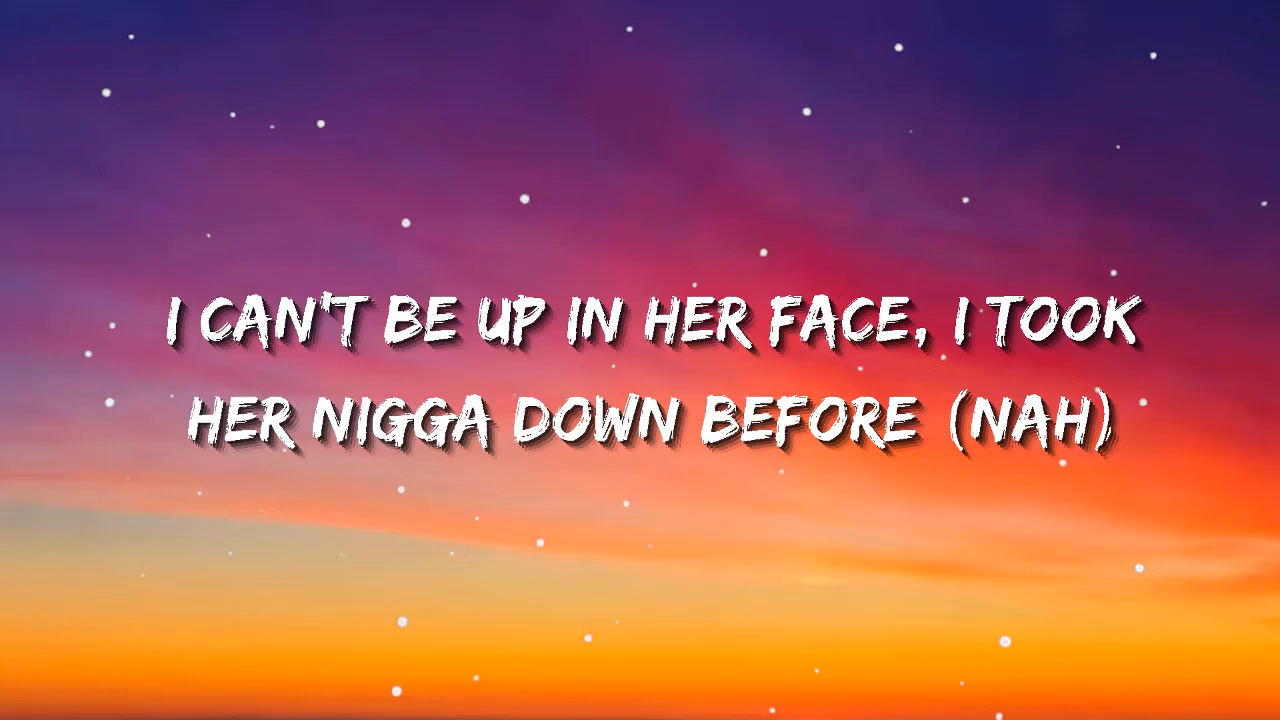 I CAN'T BE UP IN HER FACE, I TOOK
HER NIGGA DOWN BEFORE (NAH)